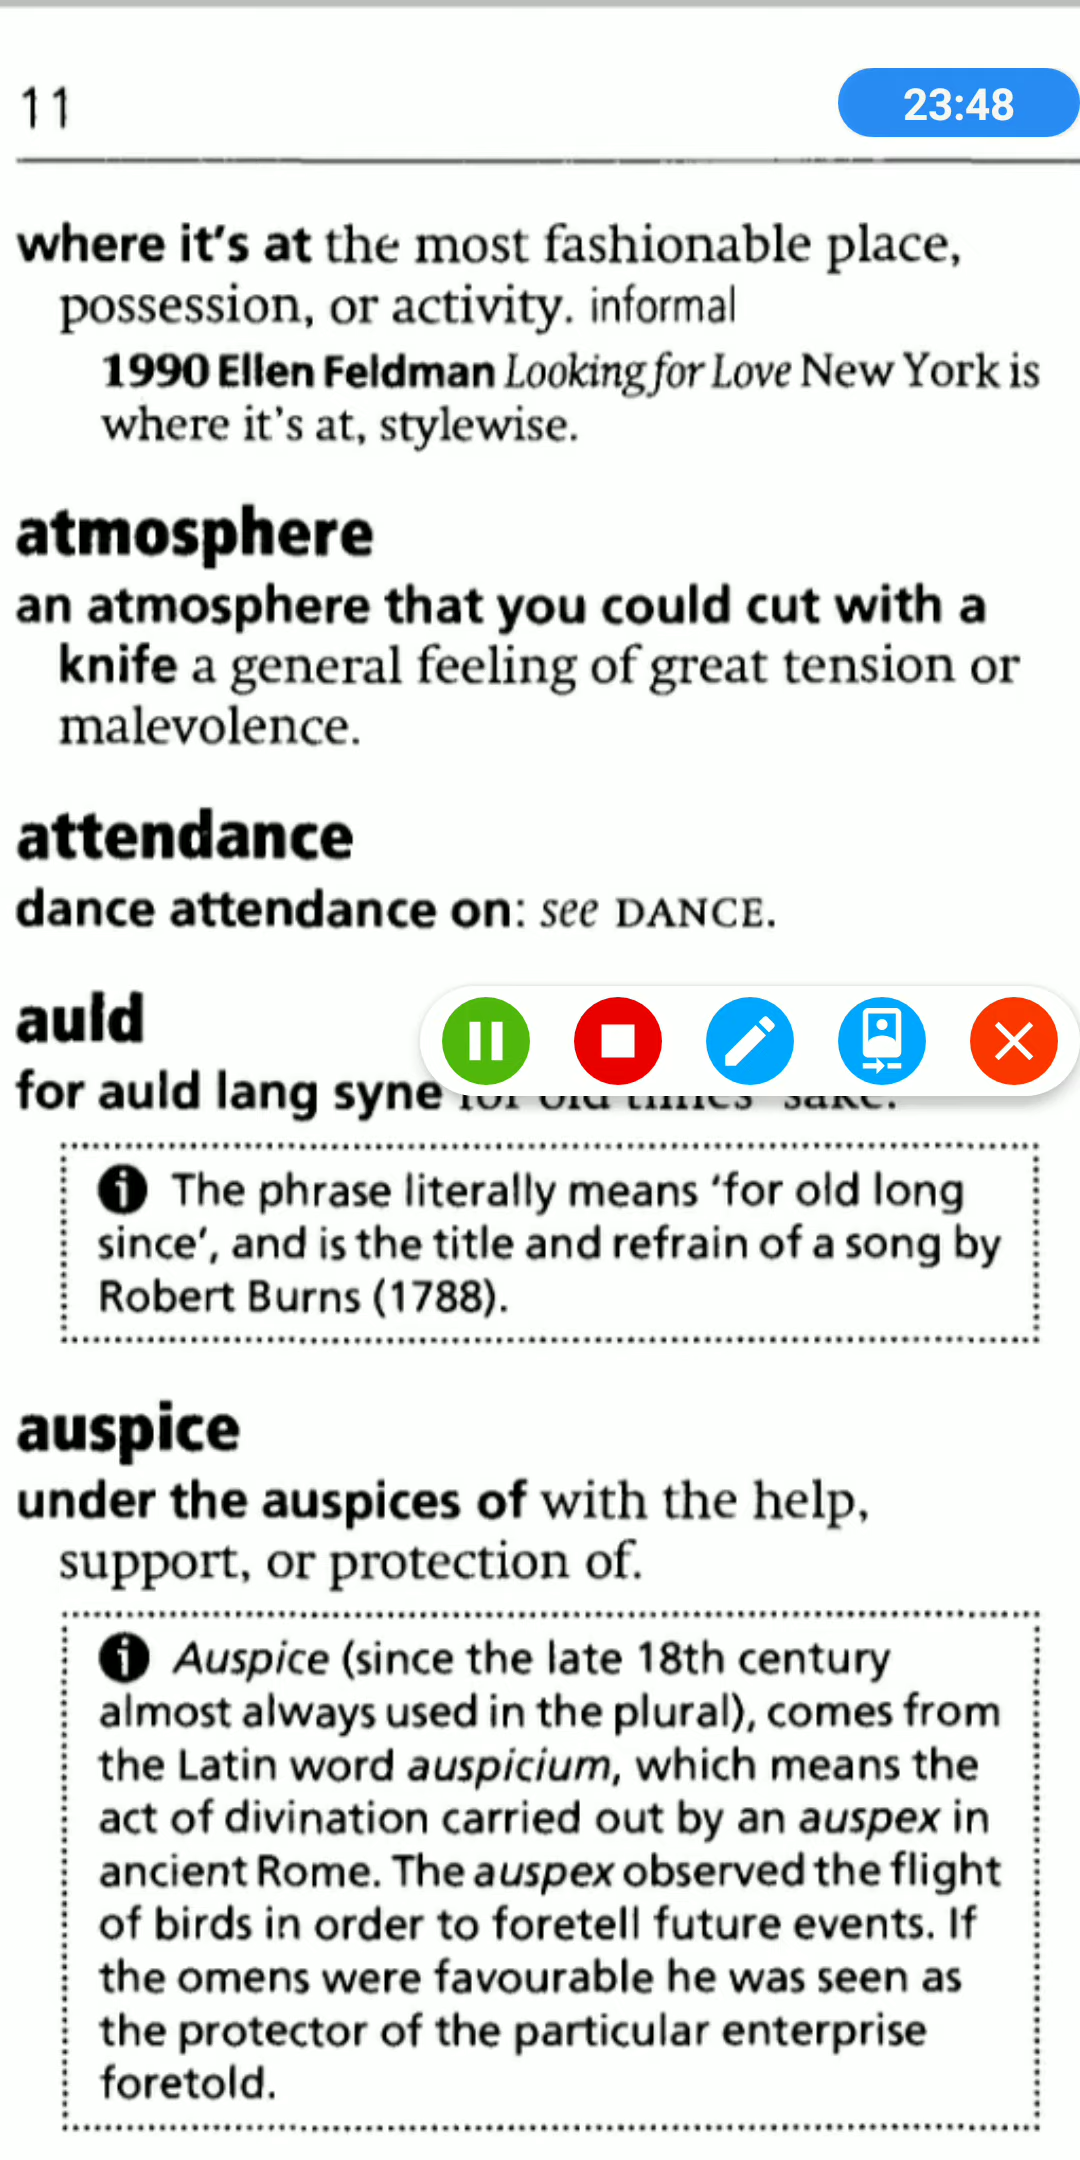 11
23:48
where it's at the most fashionable place,
possession, or activity. informal
1990 Ellen Feldman Looking for Love New York is
where it's at, stylewise.
atmosphere
an atmosphere that you could cut with a
knife a general feeling of great tension or
malevolence.
attendance
dance attendance on: see DANCE.
auld
for auld lang syne for old times' sake.
i The phrase literally means ‘for old long
since’, and is the title and refrain of a song by
Robert Burns (1788).
auspice
under the auspices of with the help,
support, or protection of.
i Auspice (since the late 18th century
almost always used in the plural), comes from
the Latin word auspicium, which means the
act of divination carried out by an auspex in
ancient Rome. The auspex observed the flight
of birds in order to foretell future events. If
the omens were favourable he was seen as
the protector of the particular enterprise
foretold.